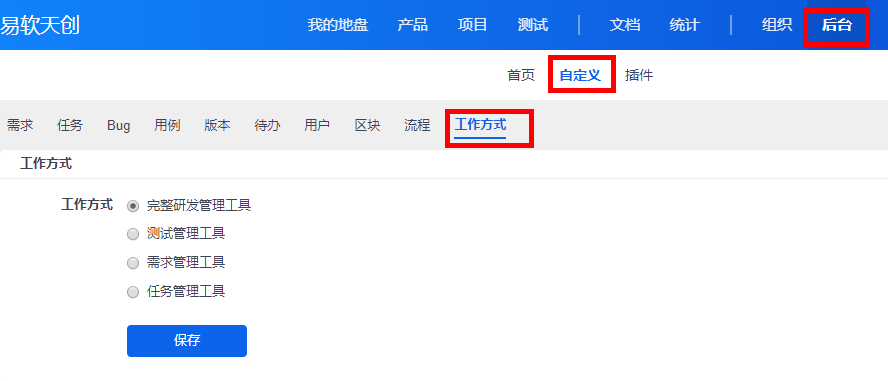 易软天创 我的地盘 产品 项目 测试 文档 统计 组织 后台
首页 自定义 插件
需求 任务 Bug 用例 版本 待办 用户 区块 流程 工作方式
工作方式
工作方式 完整研发管理工具
测试管理工具
需求管理工具
任务管理工具
保存